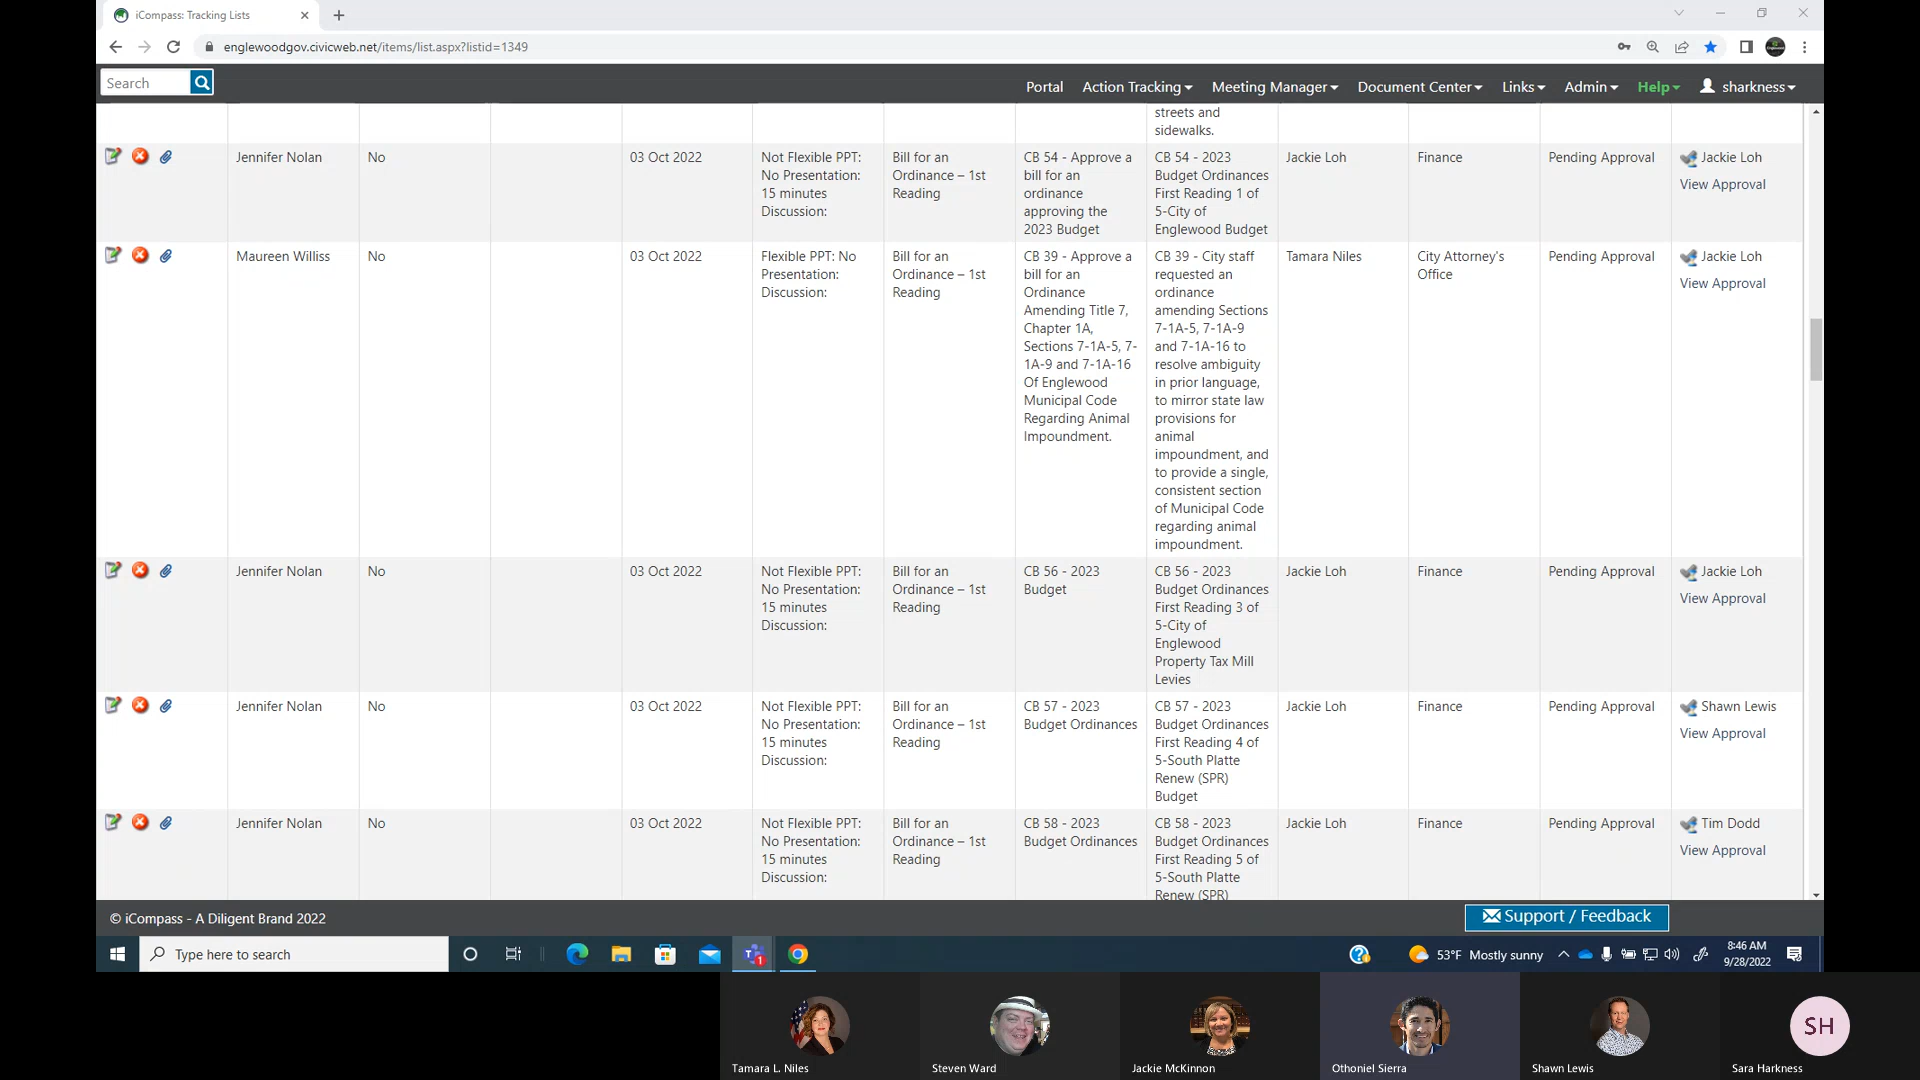 iCompass: Tracking Lists
englewoodgov.civicweb.net/items/list.aspx?listid=1349
Search
Portal
Action Tracking
Meeting Manager
Document Center
Links
Admin
Help
sharkness
streets and
sidewalks.
Jennifer Nolan
No
03 Oct 2022
Not Flexible PPT:
No Presentation:
15 minutes
Discussion:
Bill for an
Ordinance – 1st
Reading
CB 54 - Approve a
bill for an
ordinance
approving the
2023 Budget
CB 54 - 2023
Budget Ordinances
First Reading 1 of
5-City of
Englewood Budget
Jackie Loh
Finance
Pending Approval
Jackie Loh
View Approval
Maureen Williss
No
03 Oct 2022
Flexible PPT: No
Presentation:
Discussion:
Bill for an
Ordinance – 1st
Reading
CB 39 - Approve a
bill for an
Ordinance
Amending Title 7,
Chapter 1A,
Sections 7-1A-5, 7-
1A-9 and 7-1A-16
Of Englewood
Municipal Code
Regarding Animal
Impoundment.
CB 39 - City staff
requested an
ordinance
amending Sections
7-1A-5, 7-1A-9
and 7-1A-16 to
resolve ambiguity
in prior language,
to mirror state law
provisions for
animal
impoundment, and
to provide a single,
consistent section
of Municipal Code
regarding animal
impoundment.
Tamara Niles
City Attorney's
Office
Pending Approval
Jackie Loh
View Approval
Jennifer Nolan
No
03 Oct 2022
Not Flexible PPT:
No Presentation:
15 minutes
Discussion:
Bill for an
Ordinance – 1st
Reading
CB 56 - 2023
Budget
CB 56 - 2023
Budget Ordinances
First Reading 3 of
5-City of
Englewood
Property Tax Mill
Levies
Jackie Loh
Finance
Pending Approval
Jackie Loh
View Approval
Jennifer Nolan
No
03 Oct 2022
Not Flexible PPT:
No Presentation:
15 minutes
Discussion:
Bill for an
Ordinance – 1st
Reading
CB 57 - 2023
Budget Ordinances
CB 57 - 2023
Budget Ordinances
First Reading 4 of
5-South Platte
Renew (SPR)
Budget
Jackie Loh
Finance
Pending Approval
Shawn Lewis
View Approval
Jennifer Nolan
No
03 Oct 2022
Not Flexible PPT:
No Presentation:
15 minutes
Discussion:
Bill for an
Ordinance – 1st
Reading
CB 58 - 2023
Budget Ordinances
CB 58 - 2023
Budget Ordinances
First Reading 5 of
5-South Platte
Renew (SPR)
Jackie Loh
Finance
Pending Approval
Tim Dodd
View Approval
© iCompass - A Diligent Brand 2022
Support / Feedback
Type here to search
1
53°F Mostly sunny
8:46 AM
9/28/2022
SH
Tamara L. Niles
Steven Ward
Jackie McKinnon
Othoniel Sierra
Shawn Lewis
Sara Harkness